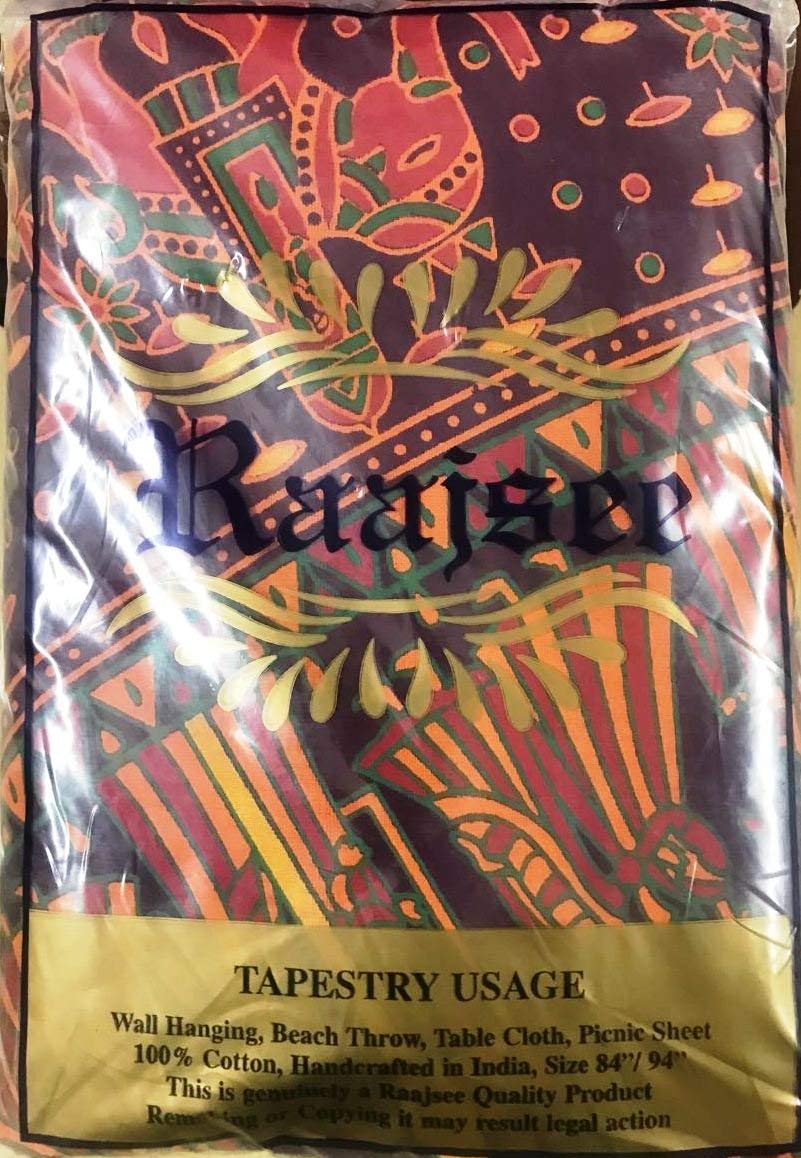 Raajsee
TAPESTRY USAGE
Wall Hanging, Beach Throw, Table Cloth, Picnic Sheet
100% Cotton, Handcrafted in India, Size 84”/ 94”
This is genuinely a Raajsee Quality Product
or Copying it may result legal action